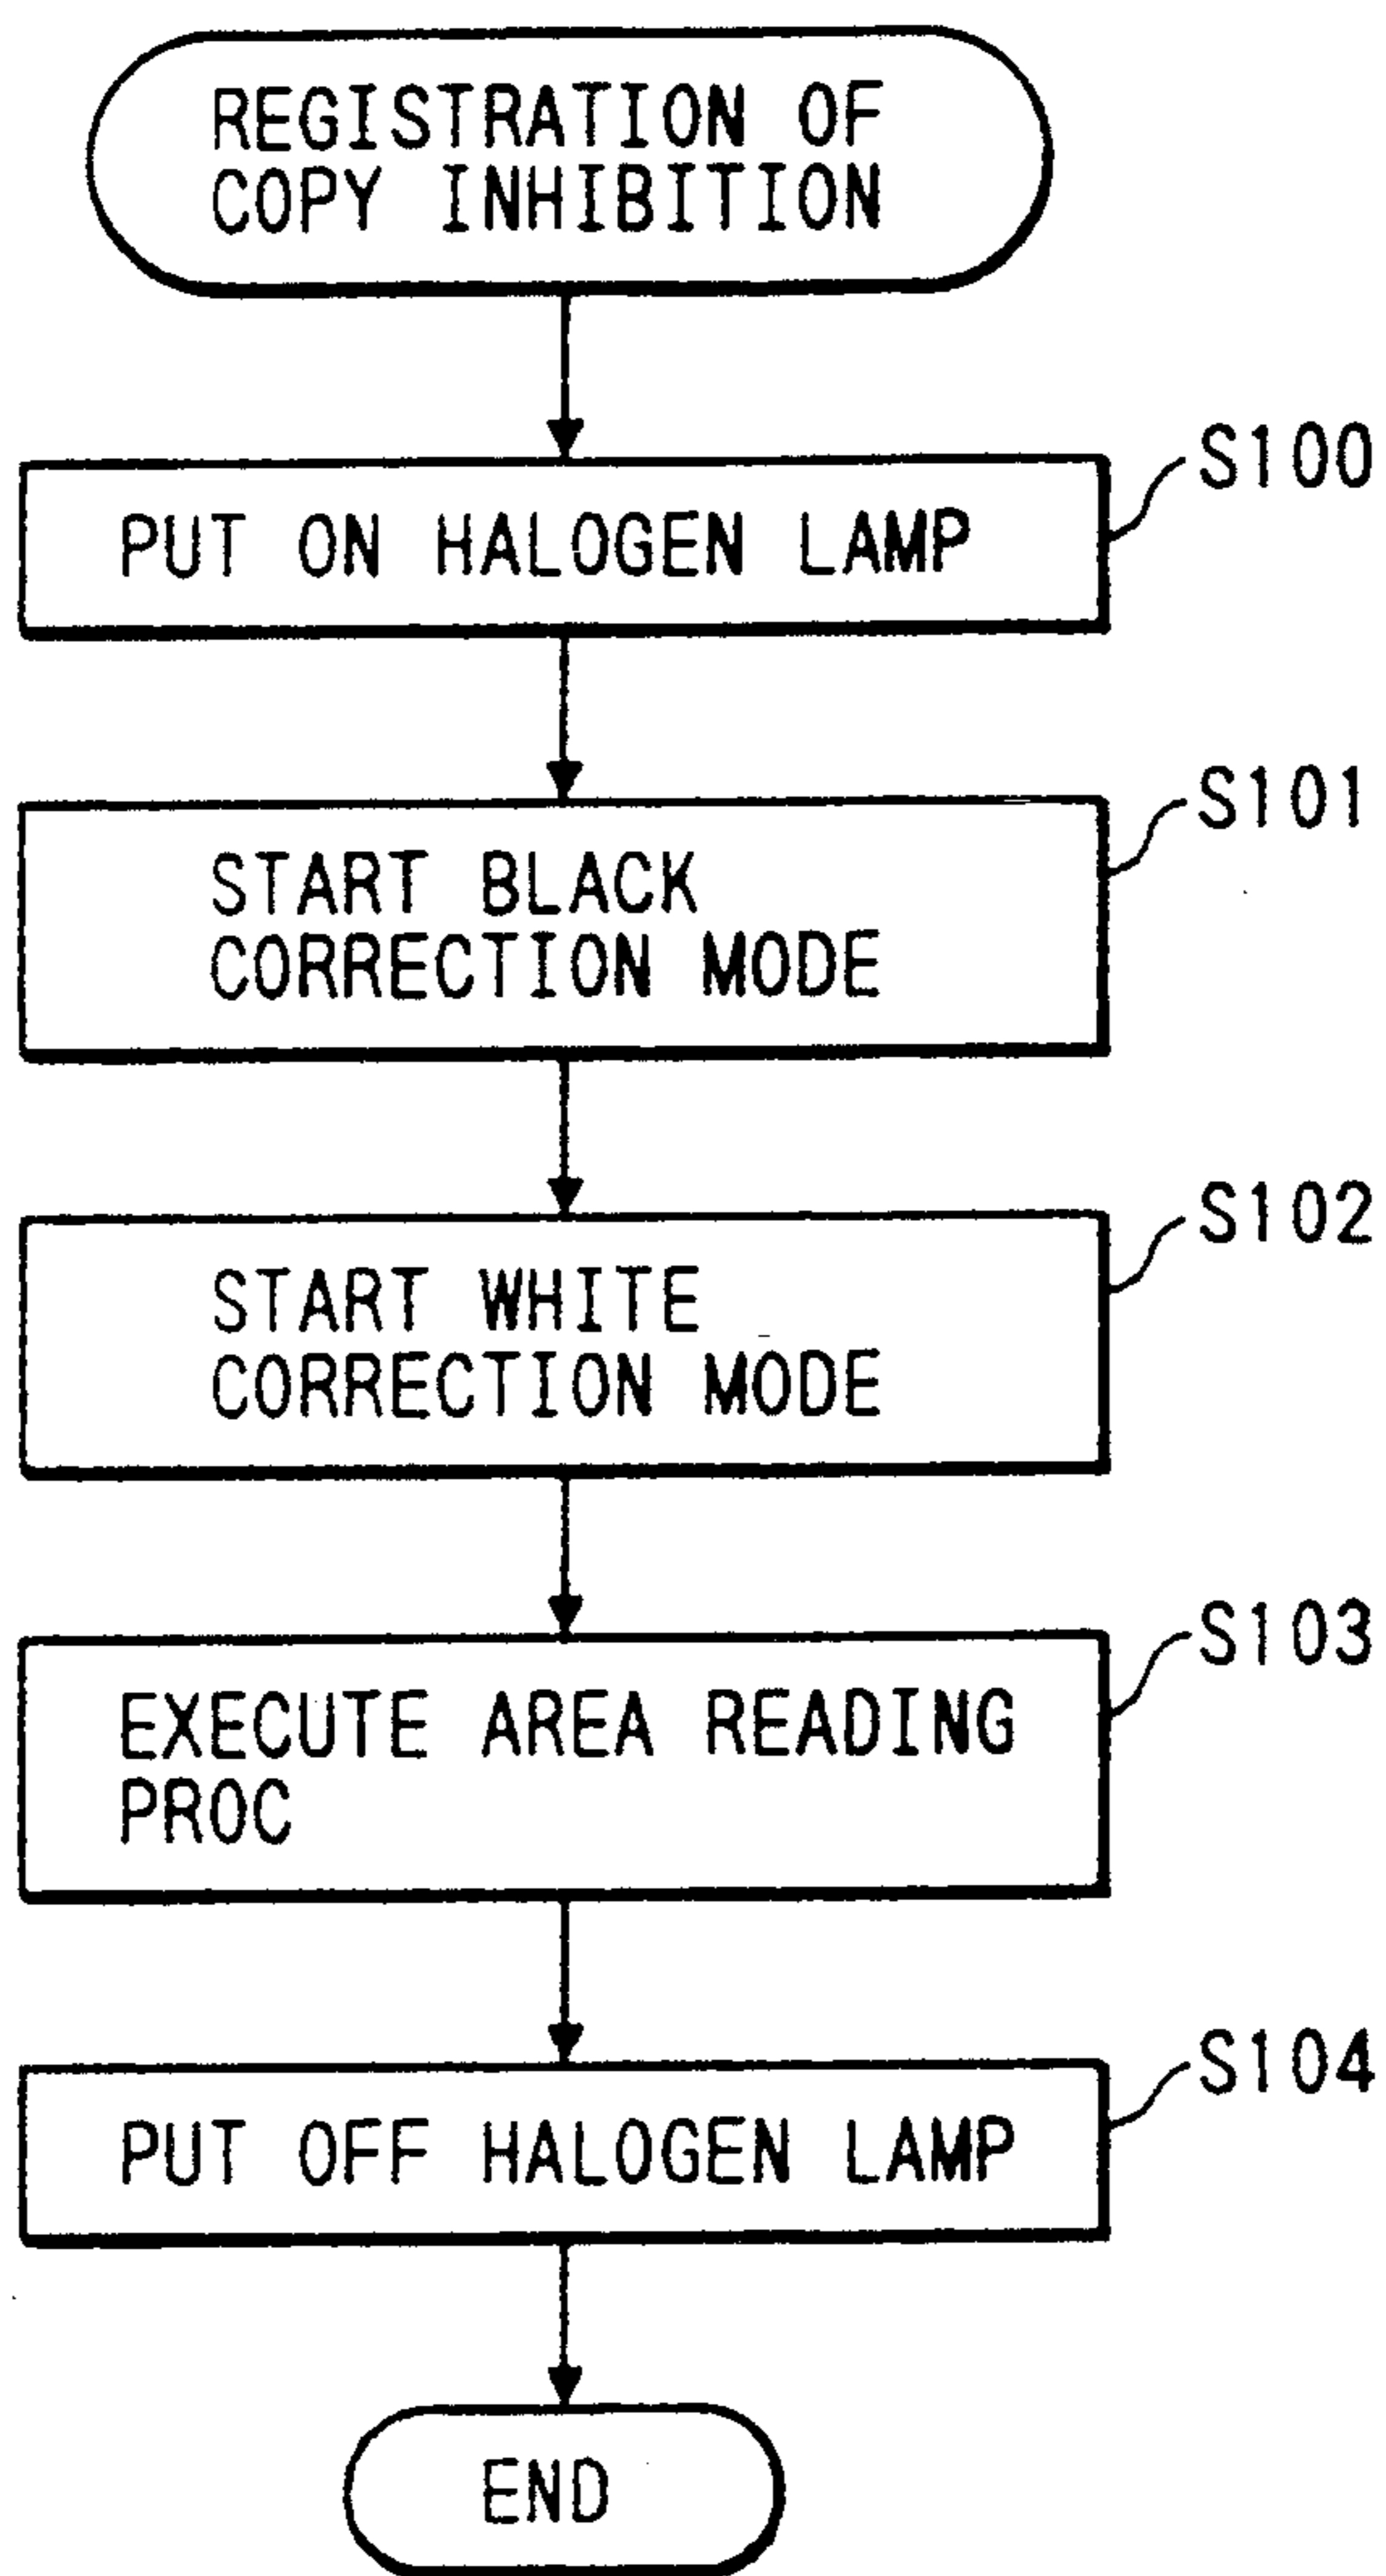 REGISTRATION OF
COPY INHIBITION
S100
PUT ON HALOGEN LAMP
S101
START BLACK
CORRECTION MODE
S102
START WHITE
CORRECTION MODE
S103
EXECUTE AREA READING
PROC
S104
PUT OFF HALOGEN LAMP
END